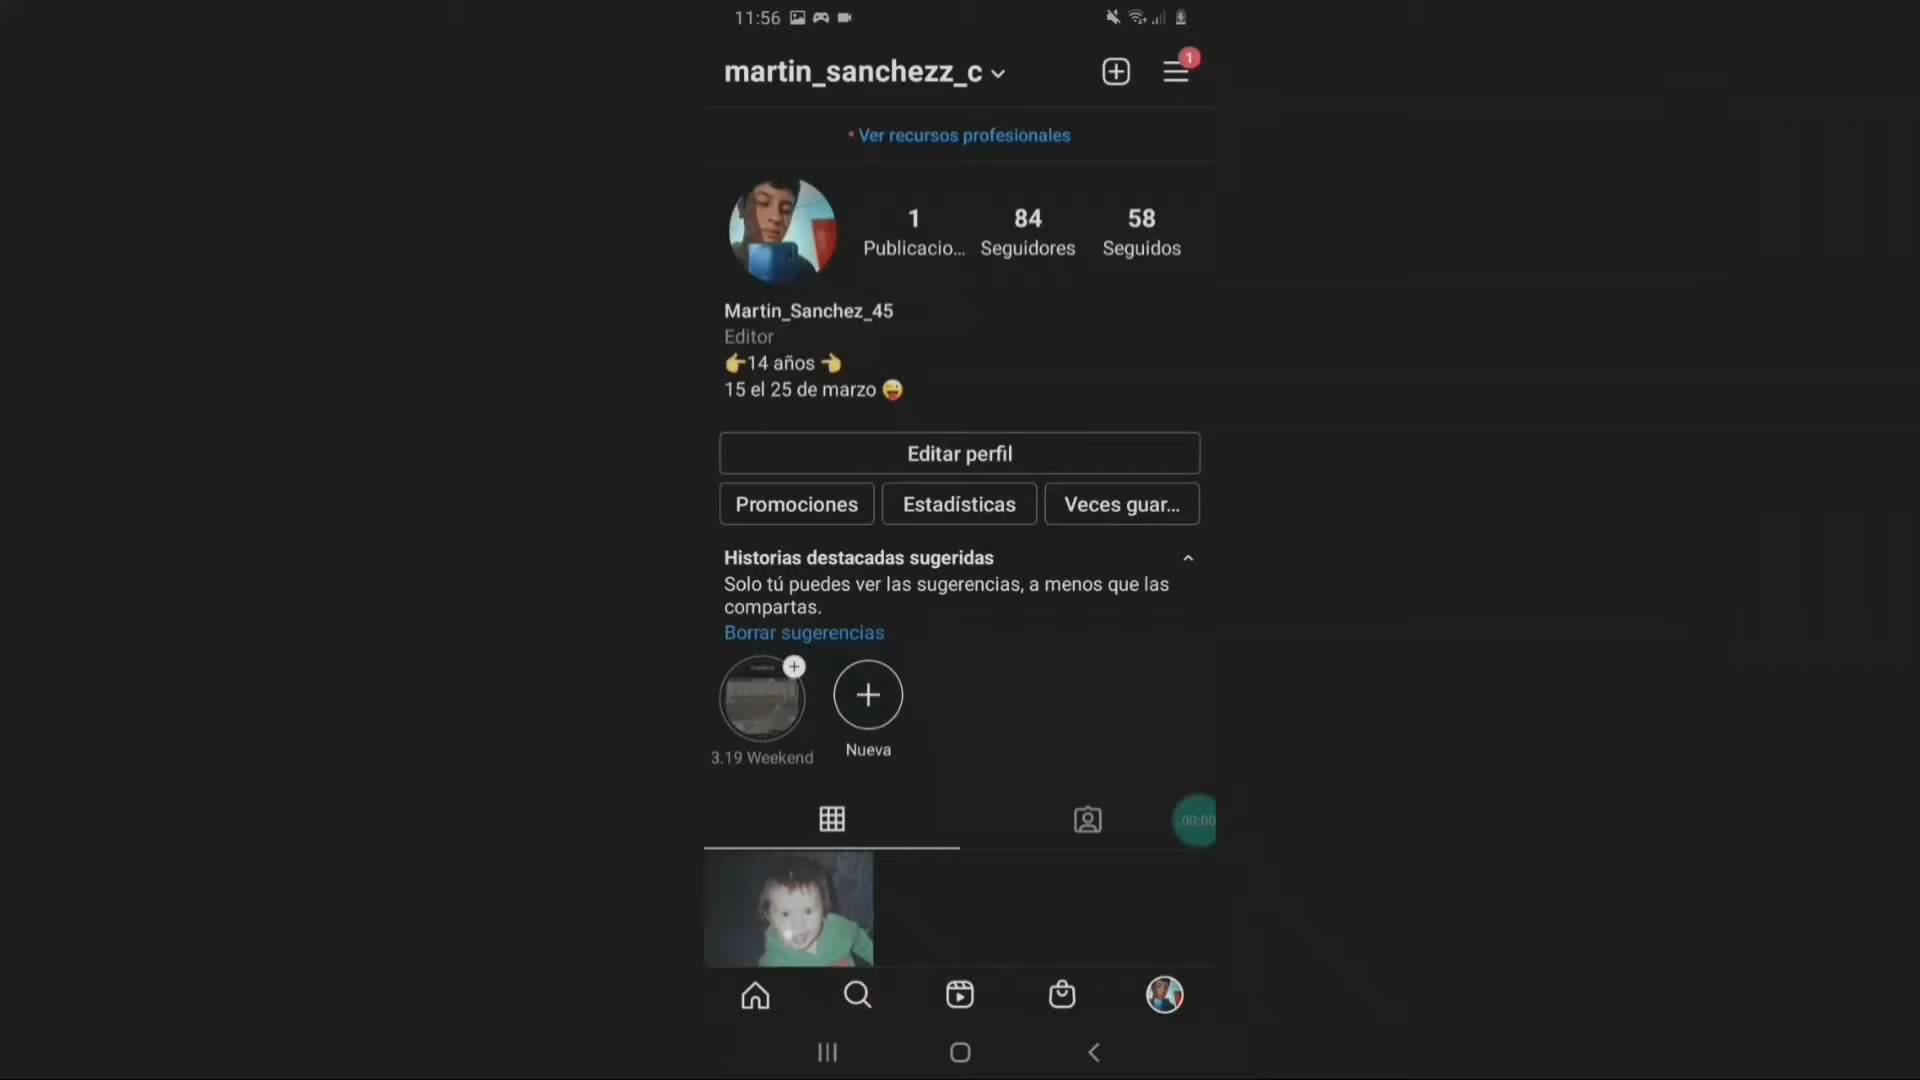 11:56
martin_sanchezz_c
1
Ver recursos profesionales
1 84 58
Publicacio... Seguidores Seguidos
Martin_Sanchez_45
Editor
👉14 años 👈
15 el 25 de marzo 😜
Editar perfil
Promociones Estadísticas Veces guar...
Historias destacadas sugeridas
Solo tú puedes ver las sugerencias, a menos que las
compartas.
Borrar sugerencias
3.19 Weekend Nueva
00:00